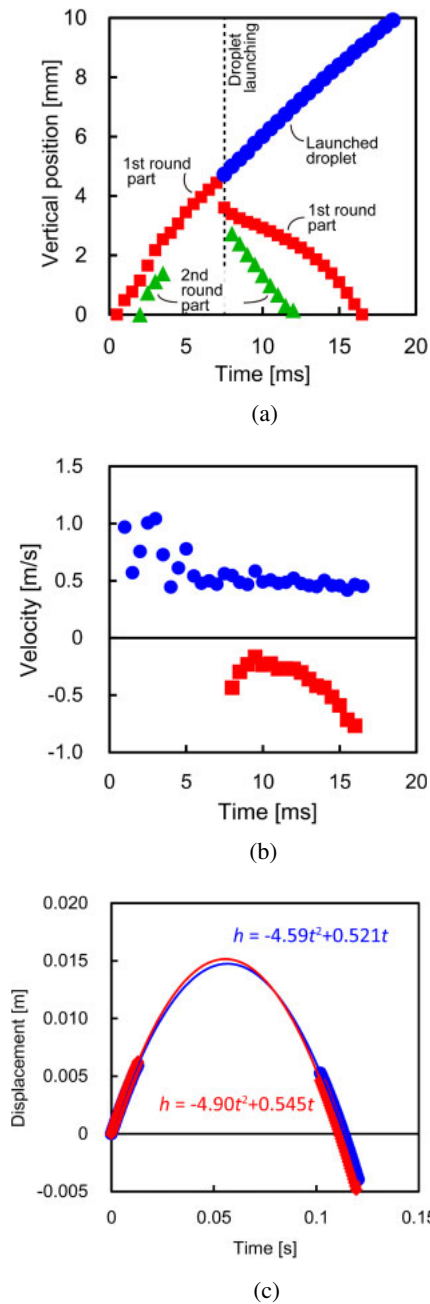 10
8
6
4
2
0
Vertical position [mm]
Droplet
launching
1st round
part
Launched
droplet
1st round
part
2nd
round
part
0
5
10
15
20
Time [ms]
(a)
1.5
1.0
0.5
0
-0.5
-1.0
Velocity [m/s]
0
5
10
15
20
Time [ms]
(b)
0.020
0.015
0.010
0.005
0
-0.005
Displacement [m]
h = -4.59t²+0.521t
h = -4.90t²+0.545t
0
0.05
0.1
0.15
Time [s]
(c)